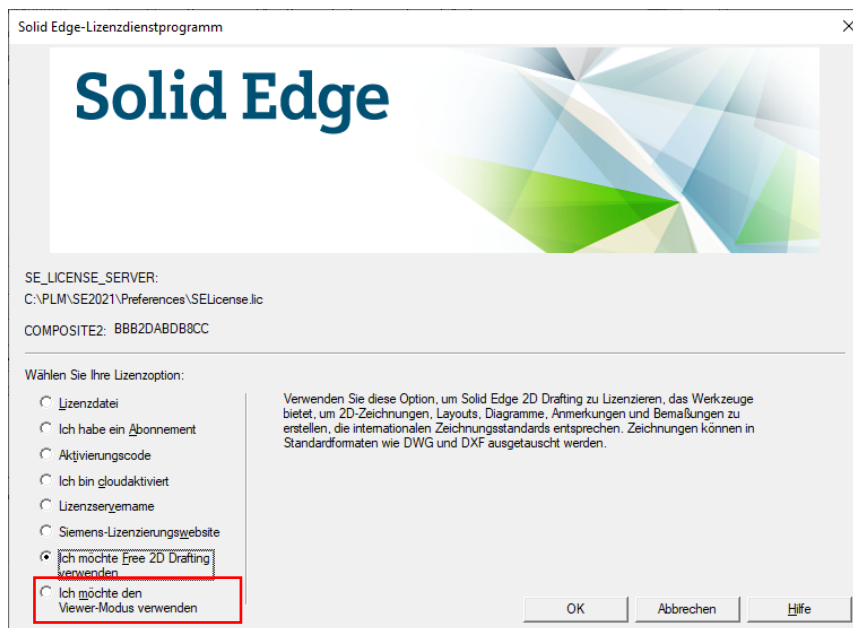 Solid Edge-Lizenzdienstprogramm
Solid Edge
SE_LICENSE_SERVER:
C:\PLM\SE2021\Preferences\SELicense.lic
COMPOSITE2: BBB2DABDB8CC
Wählen Sie Ihre Lizenzoption:
Lizenzdatei
Ich habe ein Abonnement
Aktivierungscode
Ich bin cloudaktiviert
Lizenzservername
Siemens-Lizenzierungswebsite
Ich möchte Free 2D Drafting
verwenden
Ich möchte den
Viewer-Modus verwenden
Verwenden Sie diese Option, um Solid Edge 2D Drafting zu Lizenzieren, das Werkzeuge
bietet, um 2D-Zeichnungen, Layouts, Diagramme, Anmerkungen und Bemaßungen zu
erstellen, die internationalen Zeichnungsstandards entsprechen. Zeichnungen können in
Standardformaten wie DWG und DXF ausgetauscht werden.
OK
Abbrechen
Hilfe